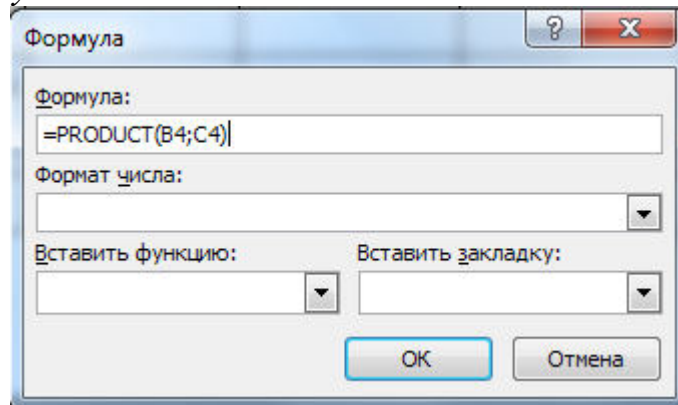 Формула
Формула:
=PRODUCT(B4;C4)
Формат числа:
Вставить функцию: Вставить закладку:
ОК Отмена